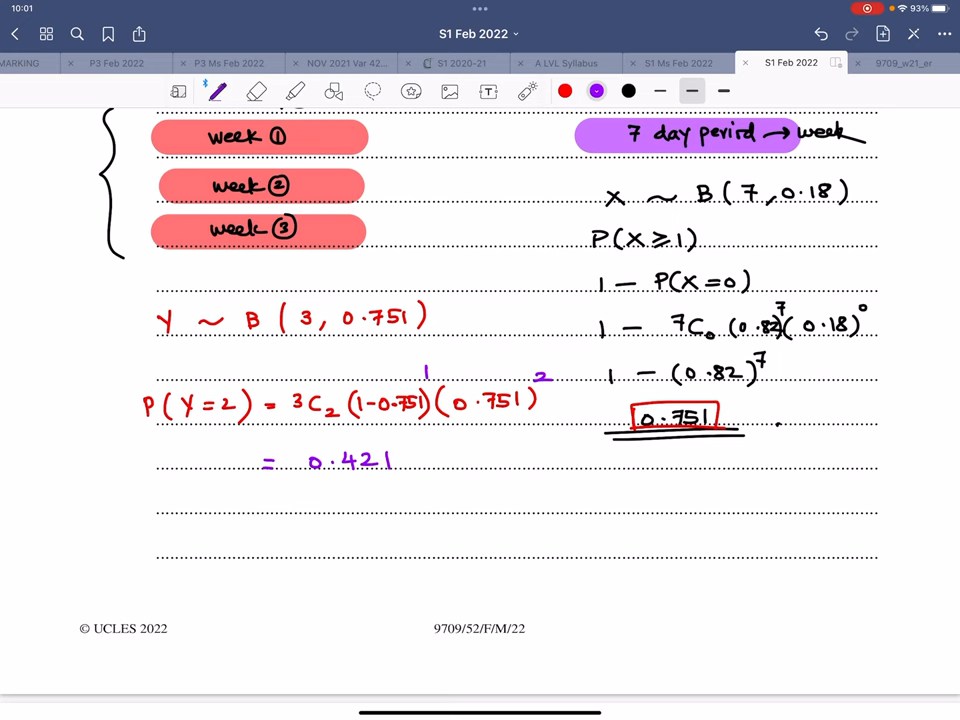 10:01
93%
S1 Feb 2022
MARKING
P3 Feb 2022
P3 Ms Feb 2022
NOV 2021 Var 42...
S1 2020-21
A LVL Syllabus
S1 Ms Feb 2022
S1 Feb 2022
9709_w21_er
week ①
7 day period → week
week ②
X ~ B(7,0.18)
week ③
P(X ≥ 1)
1 – P(X = 0)
Y ~ B ( 3, 0.751)
1 – ⁷C₀ (0.82)⁷(0.18)⁰
1 – (0.82)⁷
P(Y = 2) = ³C₂ (1-0.751)¹(0.751)²
0.751
= 0.421
© UCLES 2022
9709/52/F/M/22